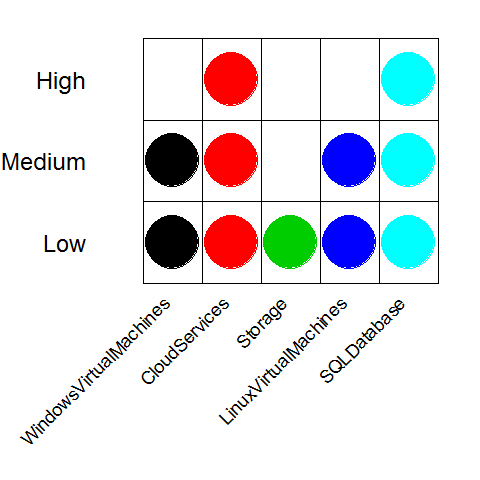 High
Medium
Low
WindowsVirtualMachines
CloudServices
Storage
LinuxVirtualMachines
SQLDatabase